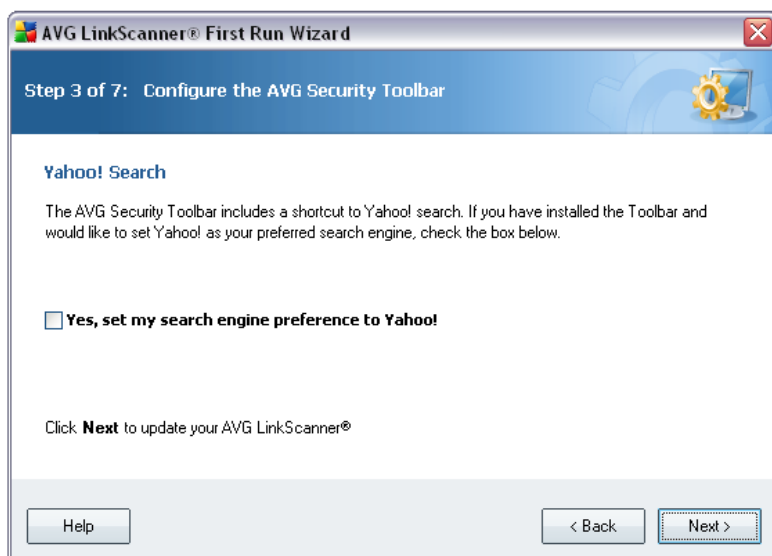 AVG LinkScanner® First Run Wizard
Step 3 of 7: Configure the AVG Security Toolbar
Yahoo! Search
The AVG Security Toolbar includes a shortcut to Yahoo! search. If you have installed the Toolbar and
would like to set Yahoo! as your preferred search engine, check the box below.
Yes, set my search engine preference to Yahoo!
Click Next to update your AVG LinkScanner®
Help
< Back
Next >